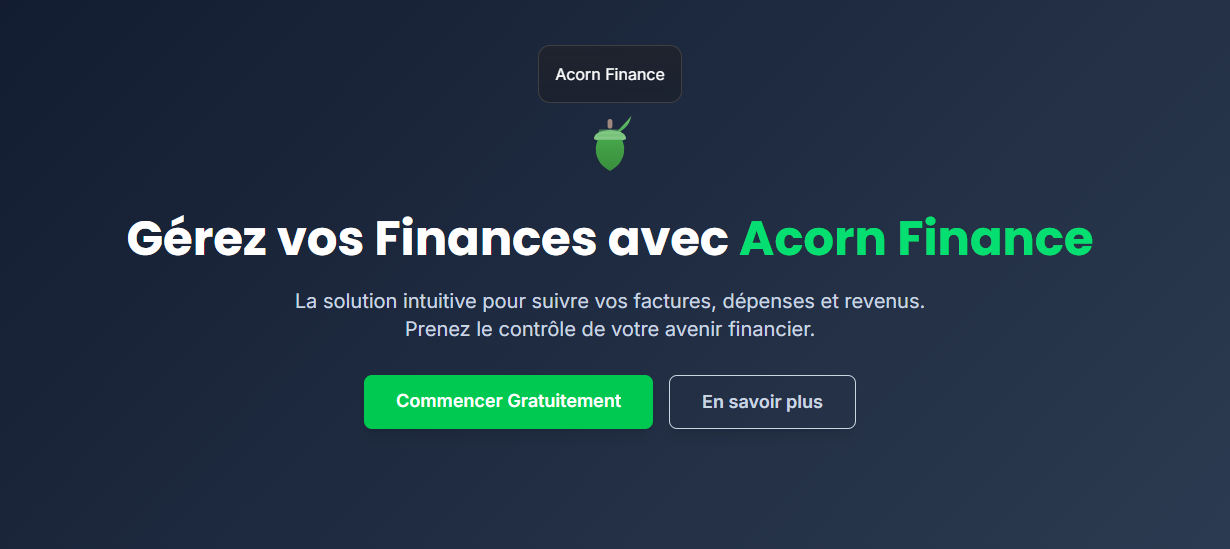 Acorn Finance
Gérez vos Finances avec Acorn Finance
La solution intuitive pour suivre vos factures, dépenses et revenus.
Prenez le contrôle de votre avenir financier.
Commencer Gratuitement
En savoir plus